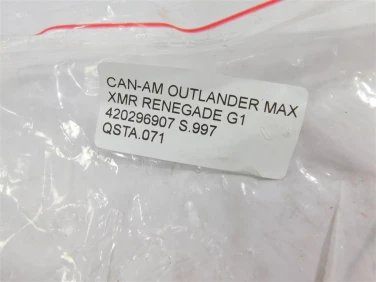 CAN-AM OUTLANDER MAX
XMR RENEGADE G1
420296907 S.997
QSTA.071